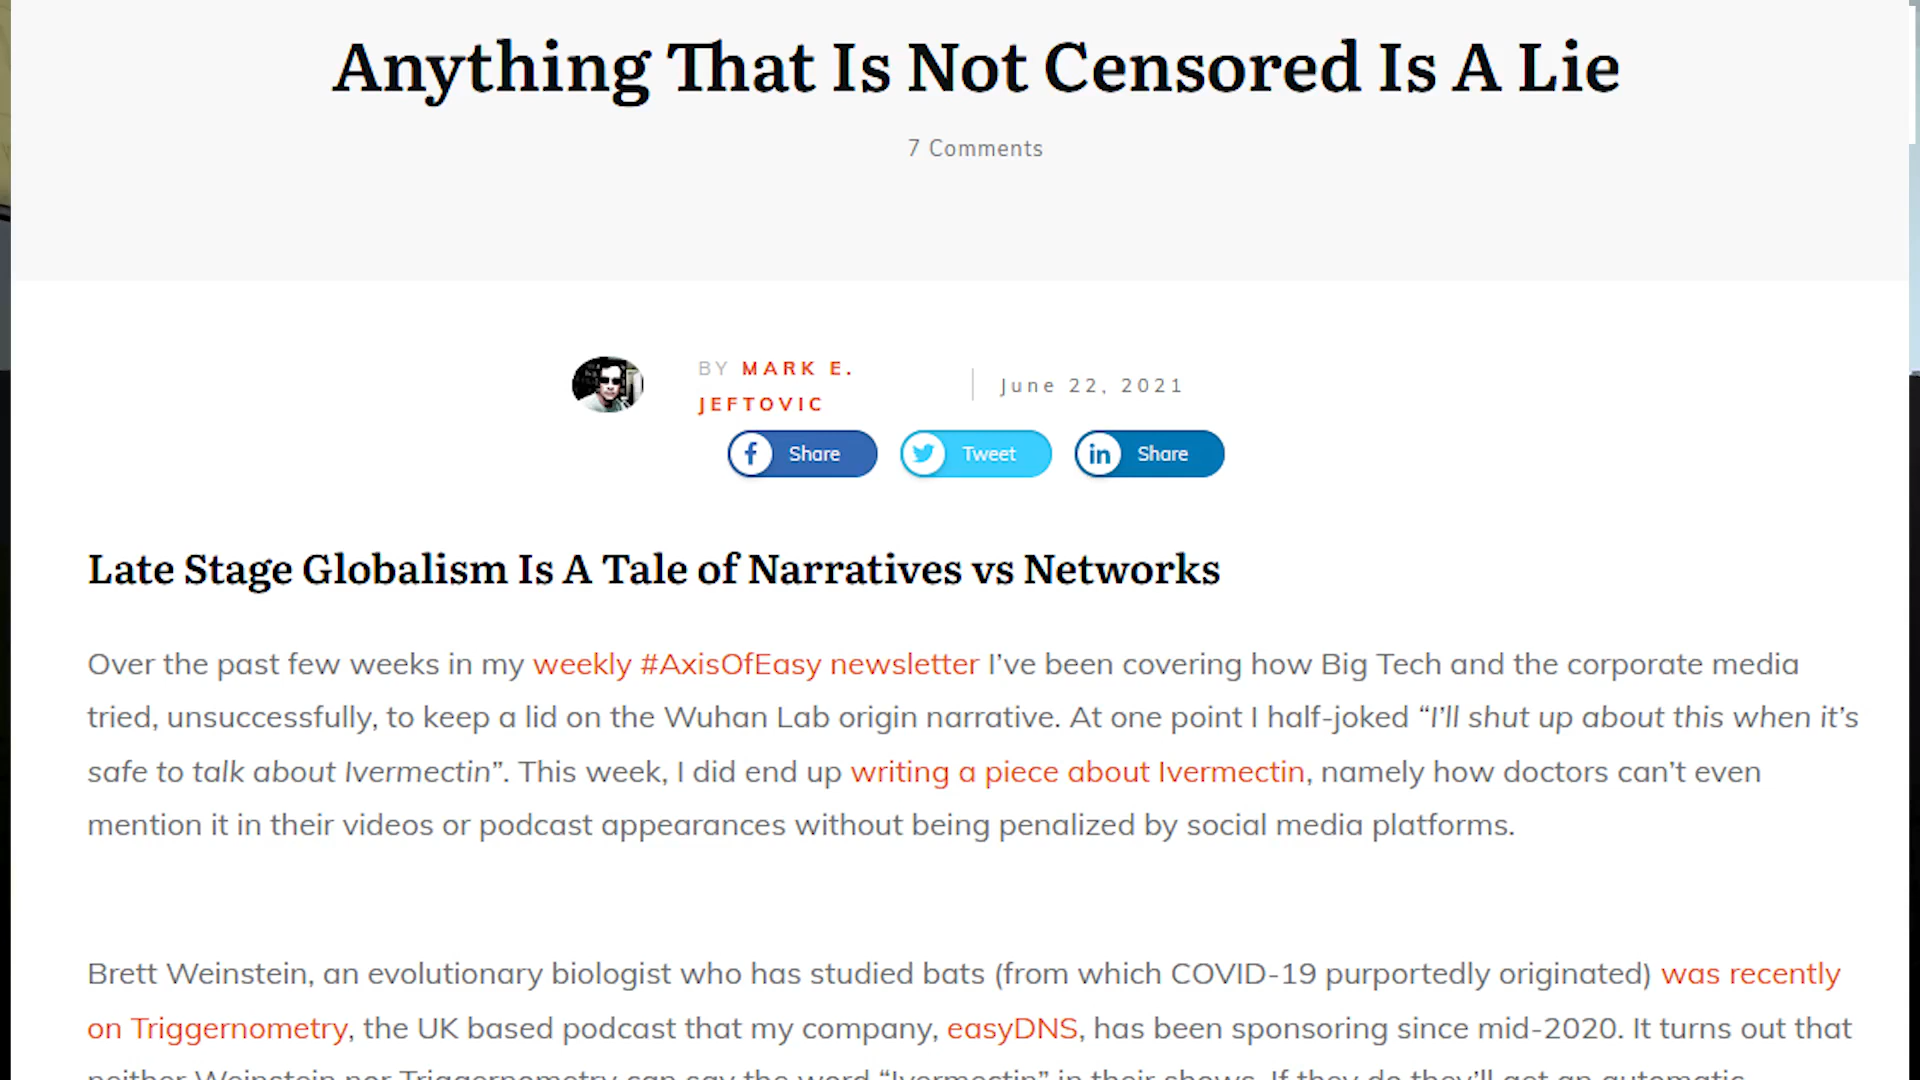 Anything That Is Not Censored Is A Lie
7 Comments
BY MARK E.
JEFTOVIC
June 22, 2021
Share
Tweet
Share
Late Stage Globalism Is A Tale of Narratives vs Networks
Over the past few weeks in my weekly #AxisOfEasy newsletter I’ve been covering how Big Tech and the corporate media
tried, unsuccessfully, to keep a lid on the Wuhan Lab origin narrative. At one point I half-joked “I’ll shut up about this when it’s
safe to talk about Ivermectin”. This week, I did end up writing a piece about Ivermectin, namely how doctors can’t even
mention it in their videos or podcast appearances without being penalized by social media platforms.
Brett Weinstein, an evolutionary biologist who has studied bats (from which COVID-19 purportedly originated) was recently
on Triggernometry, the UK based podcast that my company, easyDNS, has been sponsoring since mid-2020. It turns out that
neither Weinstein nor Triggernometry can say the word “Ivermectin” in their shows. If they do they’ll get an automatic